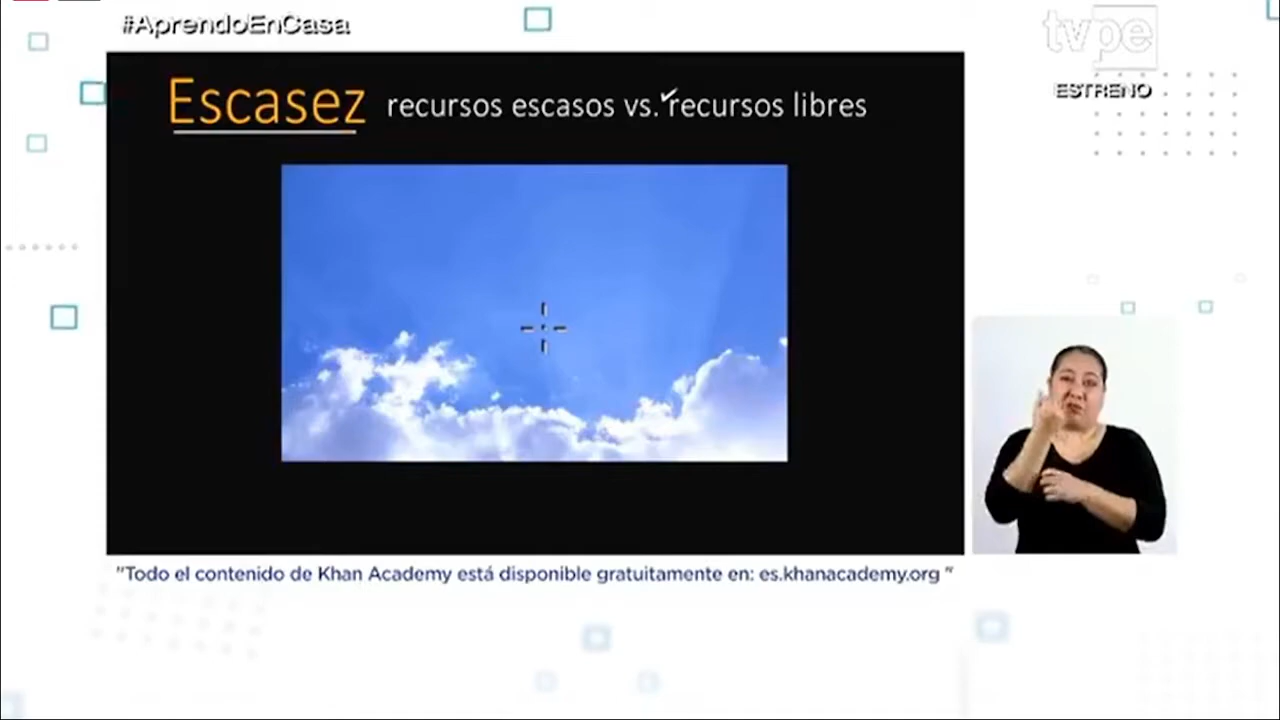 #AprendoEnCasa
tvpe
ESTRENO
Escasez recursos escasos vs. recursos libres
"Todo el contenido de Khan Academy está disponible gratuitamente en: es.khanacademy.org "